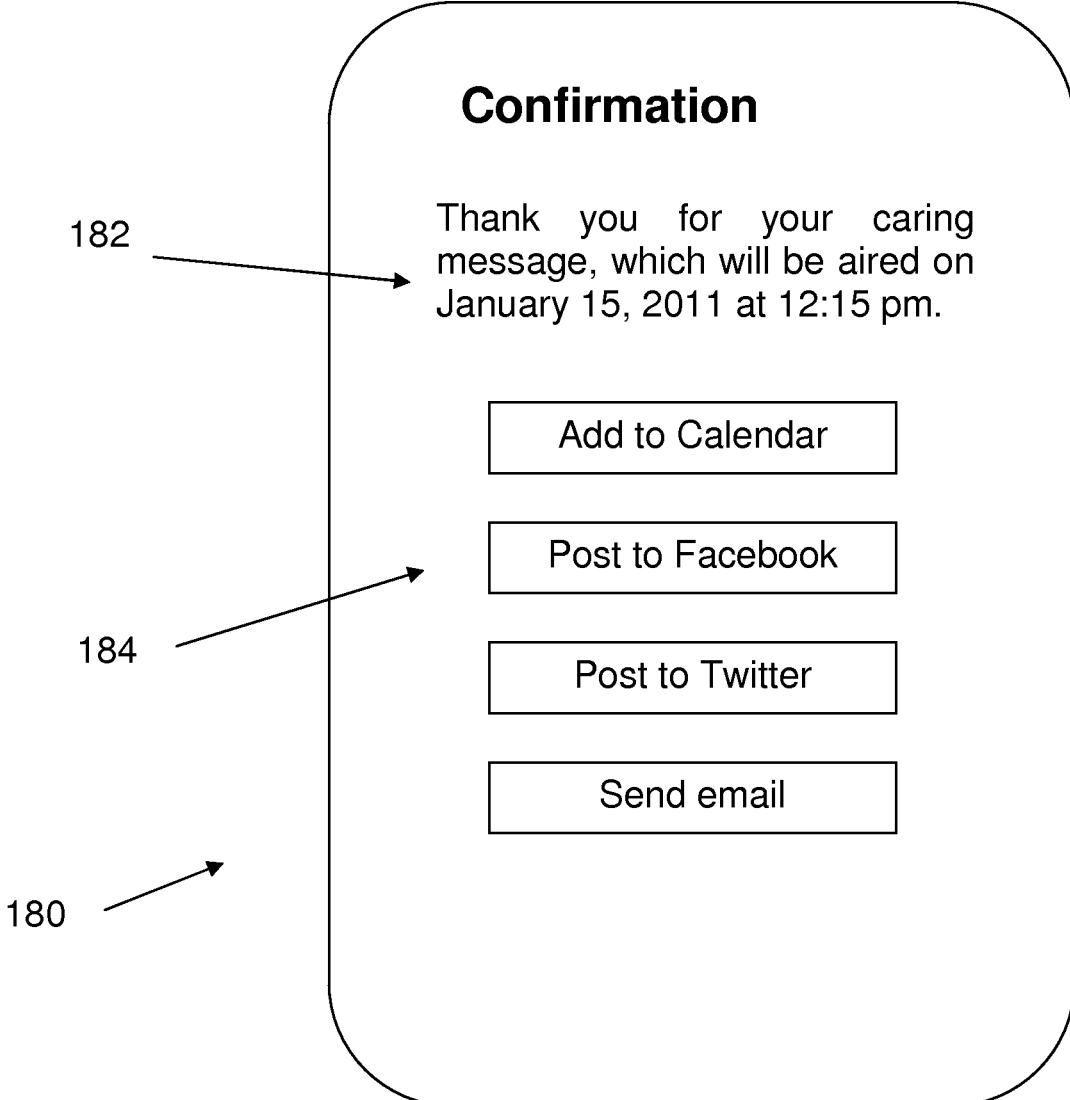 Confirmation
182
Thank you for your caring
message, which will be aired on
January 15, 2011 at 12:15 pm.
Add to Calendar
Post to Facebook
184
Post to Twitter
Send email
180